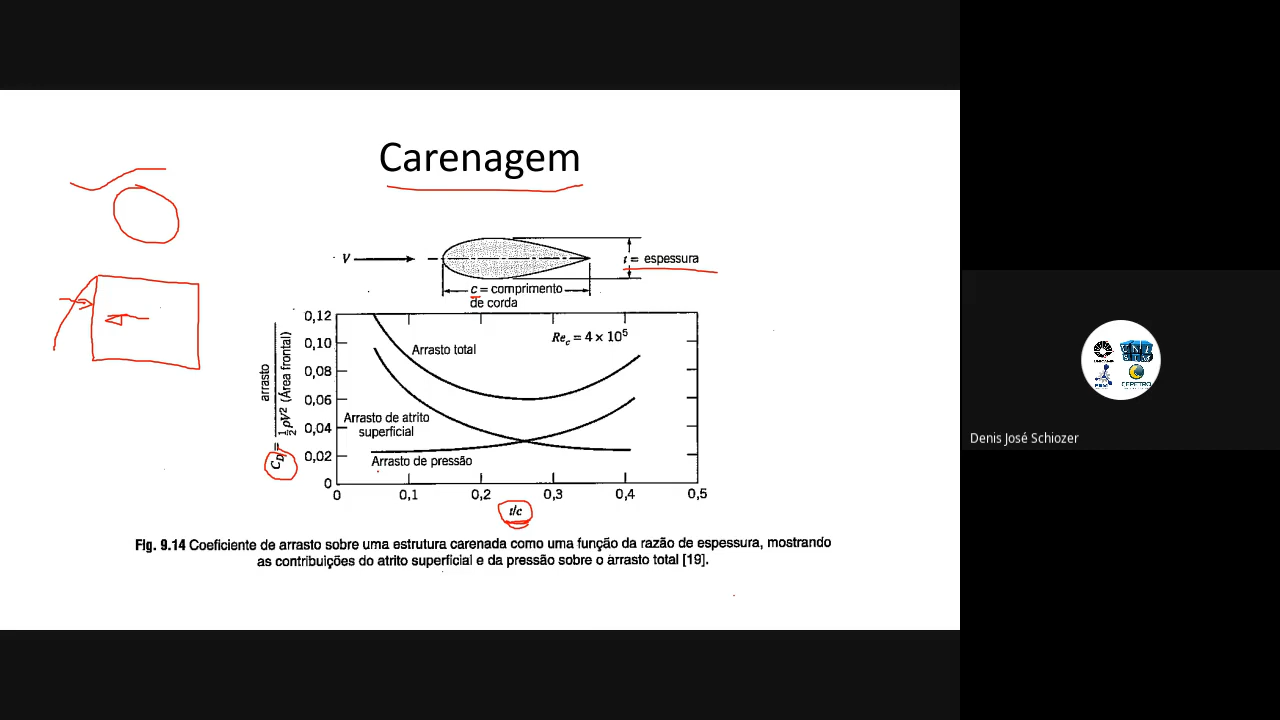 Carenagem
V
t = espessura
c = comprimento
de corda
0,12
0,10
0,08
0,06
0,04
0,02
0
Re_c = 4 x 10^5
Arrasto total
Arrasto de atrito
superficial
Arrasto de pressão
C_D = arrasto / ½ρV² (Área frontal)
0 0,1 0,2 0,3 0,4 0,5
t/c
Fig. 9.14 Coeficiente de arrasto sobre uma estrutura carenada como uma função da razão de espessura, mostrando
as contribuições do atrito superficial e da pressão sobre o arrasto total [19].
Denis José Schiozer